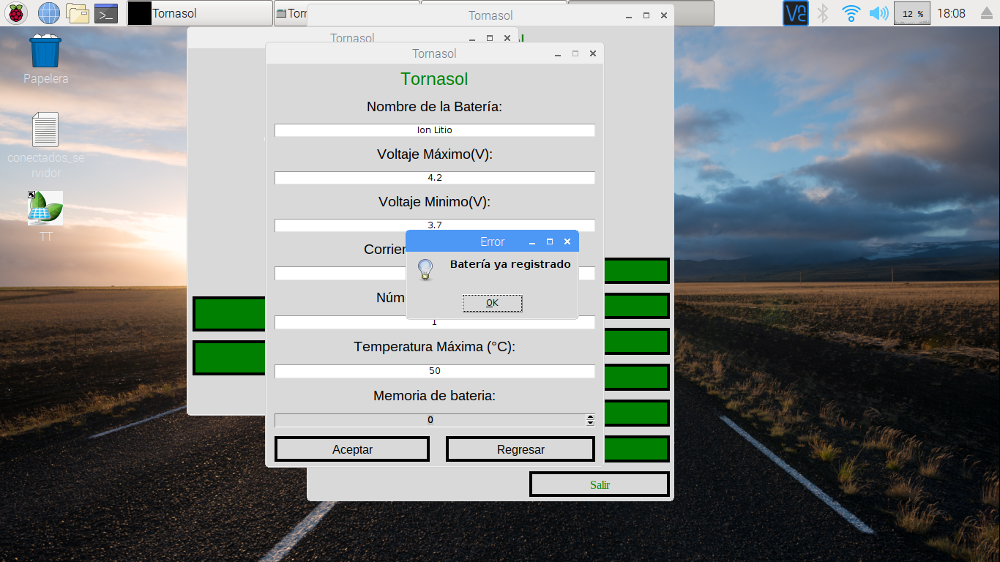 Tornasol
Torn
12 %
18:08
Tornasol
Tornasol
Tornasol
Papelera
conectados_se
rvidor
TT
Tornasol
Nombre de la Batería:
Ion Litio
Voltaje Máximo(V):
4.2
Voltaje Minimo(V):
3.7
Corrier
Error
Batería ya registrado
OK
Núm
1
Temperatura Máxima (°C):
50
Memoria de bateria:
0
Aceptar
Regresar
Salir